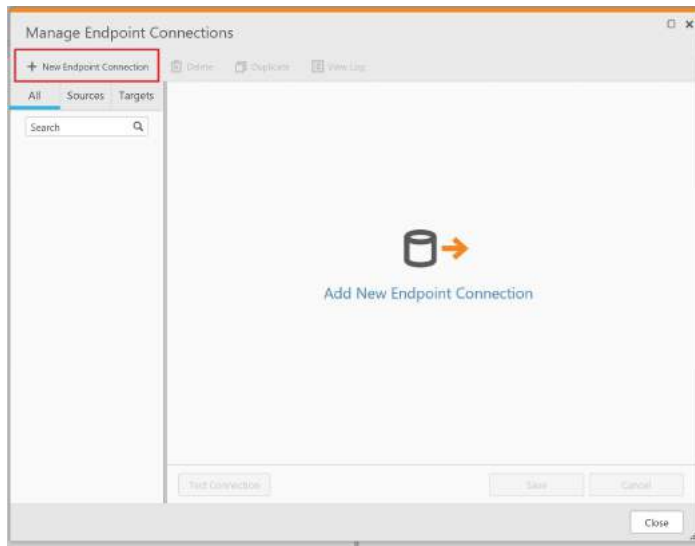 Manage Endpoint Connections
+ New Endpoint Connection Delete Duplicate View Log
All Sources Targets
Search
Add New Endpoint Connection
Test Connection Save Cancel
Close